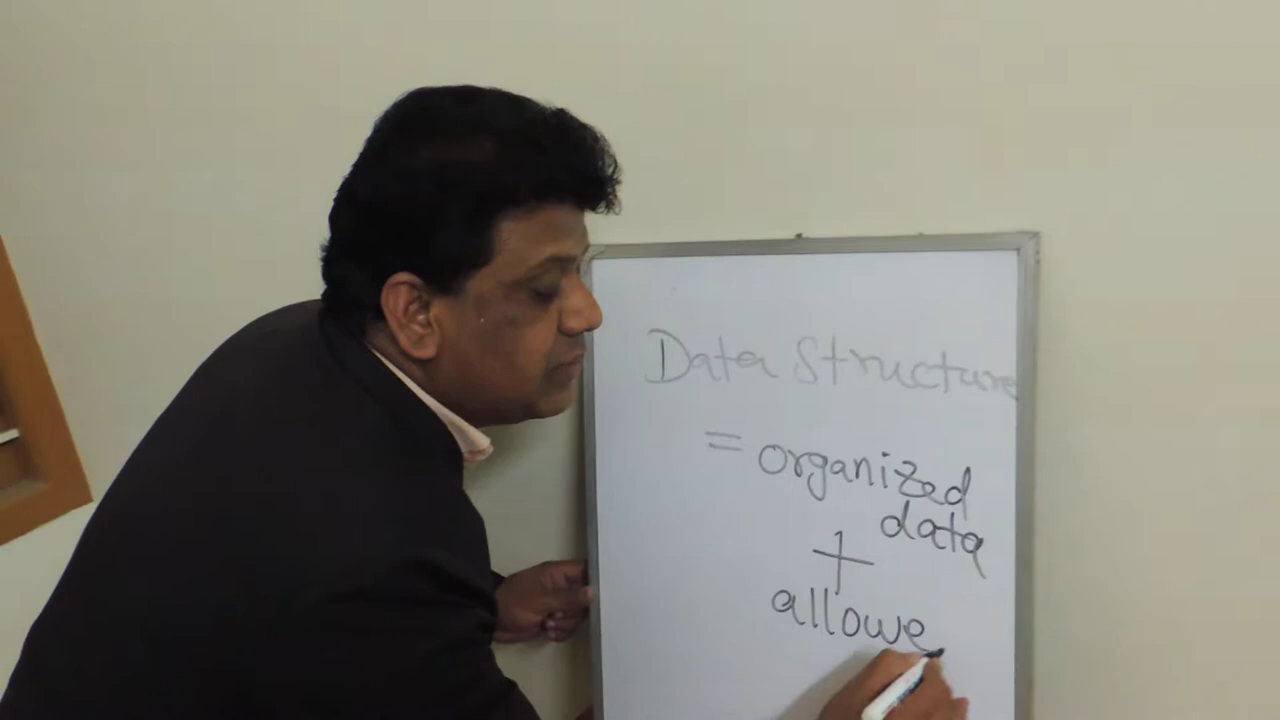 Data Structure
= organized
data
+
allowe